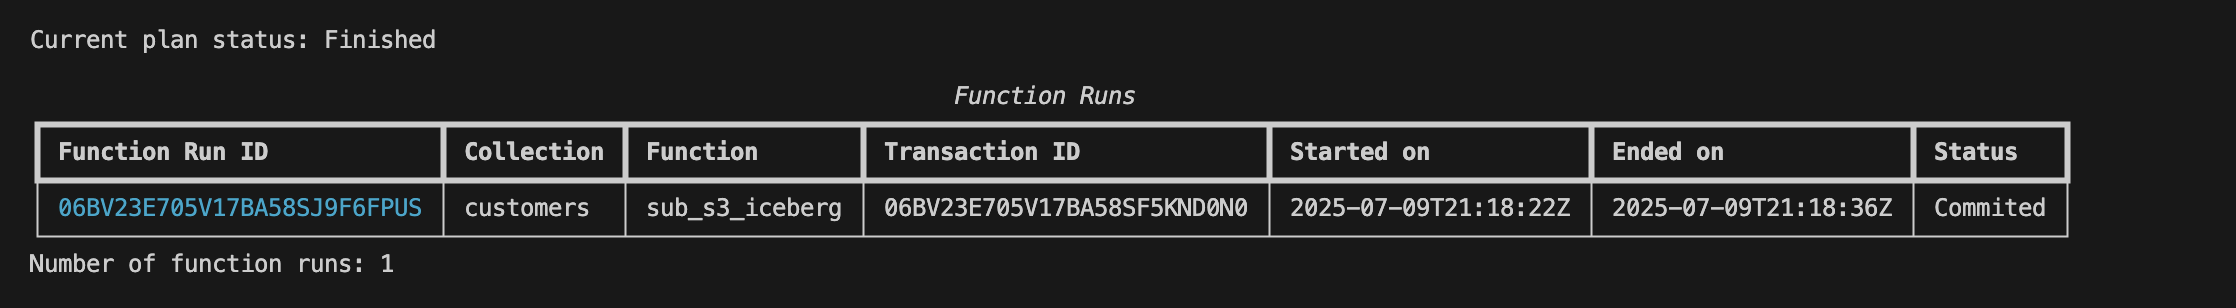 Current plan status: Finished
Function Runs
Function Run ID Collection Function Transaction ID Started on Ended on Status
06BV23E705V17BA58SJ9F6FPUS customers sub_s3_iceberg 06BV23E705V17BA58SF5KND0N0 2025-07-09T21:18:22Z 2025-07-09T21:18:36Z Commited
Number of function runs: 1